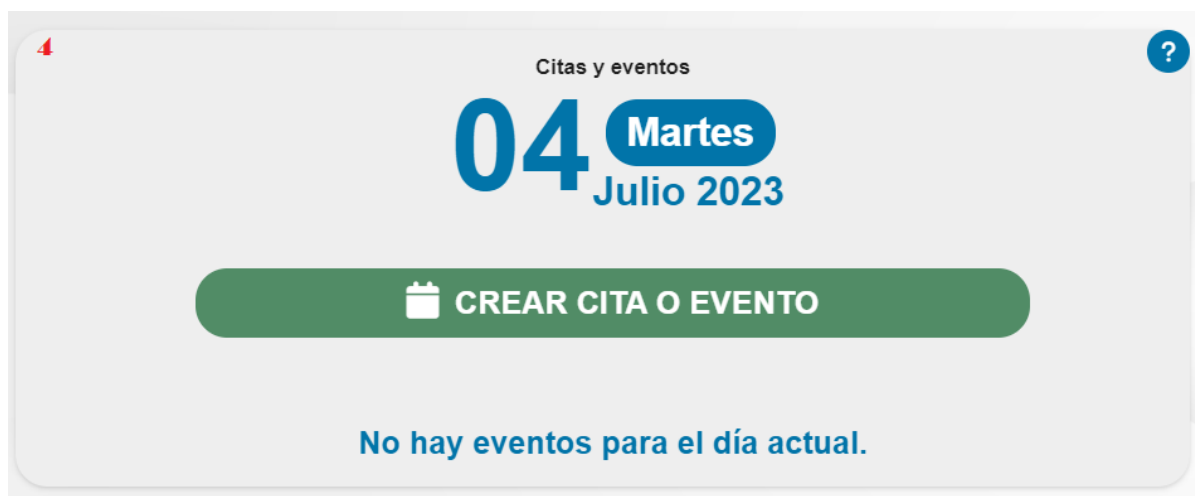 4
?
Citas y eventos
04 Martes
Julio 2023
CREAR CITA O EVENTO
No hay eventos para el día actual.